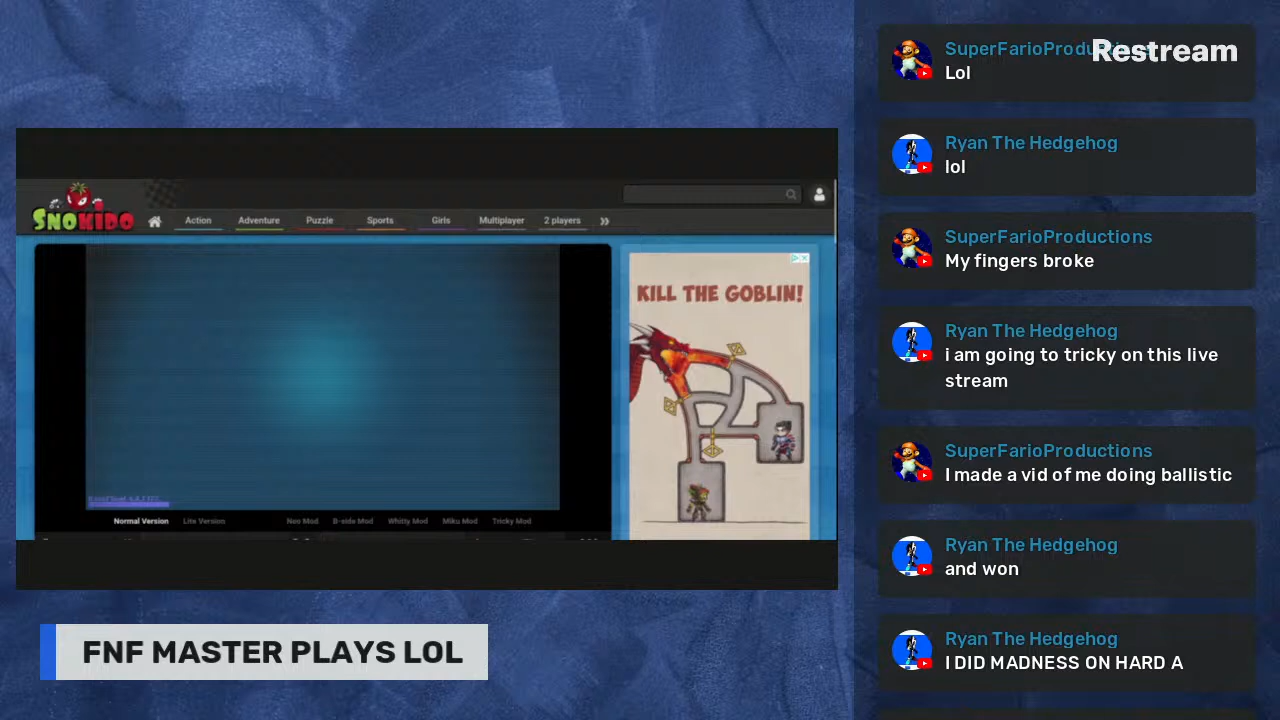 SuperFarioProdu
Restream
Lol
Ryan The Hedgehog
lol
SuperFarioProductions
My fingers broke
Ryan The Hedgehog
i am going to tricky on this live
stream
SuperFarioProductions
I made a vid of me doing ballistic
Ryan The Hedgehog
and won
Ryan The Hedgehog
I DID MADNESS ON HARD A
SNOKIDO
Action
Adventure
Puzzle
Sports
Girls
Multiplayer
2 players
KILL THE GOBLIN!
Normal Version
Lite Version
Neo Mod
B-side Mod
Whitty Mod
Miku Mod
Tricky Mod
FNF MASTER PLAYS LOL